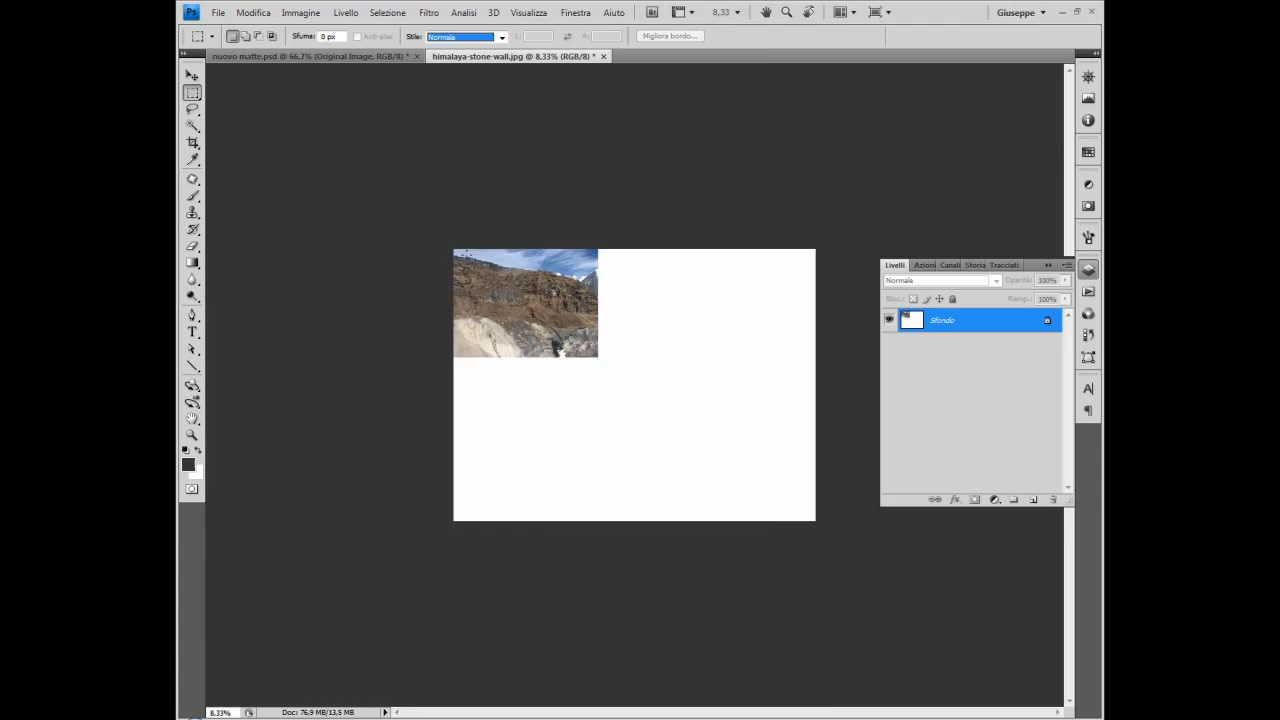 Ps File Modifica Immagine Livello Selezione Filtro Analisi 3D Visualizza Finestra Aiuto Br 8,33 Giuseppe
Sfuma: 0 px Anti-alias Stile: Normale L: A: Migliora bordo...
nuovo matte.psd @ 66,7% (Original Image, RGB/8) * × himalaya-stone-wall.jpg @ 8,33% (RGB/8) * ×
Livelli Azioni Canali Storia Tracciati
Normale Opacità: 100%
Bloc.: Riemp.: 100%
Sfondo
T
fx
A
8,33% Doc: 76,9 MB/13,5 MB